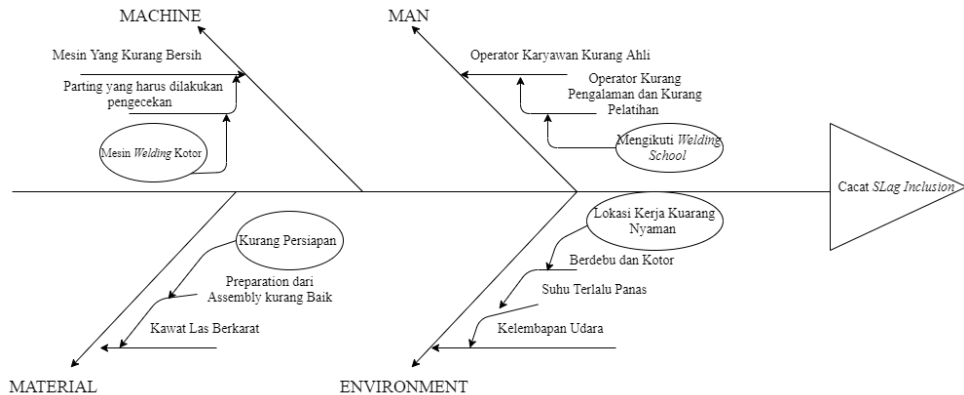 MACHINE
MAN
Mesin Yang Kurang Bersih
Parting yang harus dilakukan
pengecekan
Mesin Welding Kotor
Operator Karyawan Kurang Ahli
Operator Kurang
Pengalaman dan Kurang
Pelatihan
Mengikuti Welding
School
Cacat SLag Inclusion
Kurang Persiapan
Preparation dari
Assembly kurang Baik
Kawat Las Berkarat
Lokasi Kerja Kuarang
Nyaman
Berdebu dan Kotor
Suhu Terlalu Panas
Kelembapan Udara
MATERIAL
ENVIRONMENT